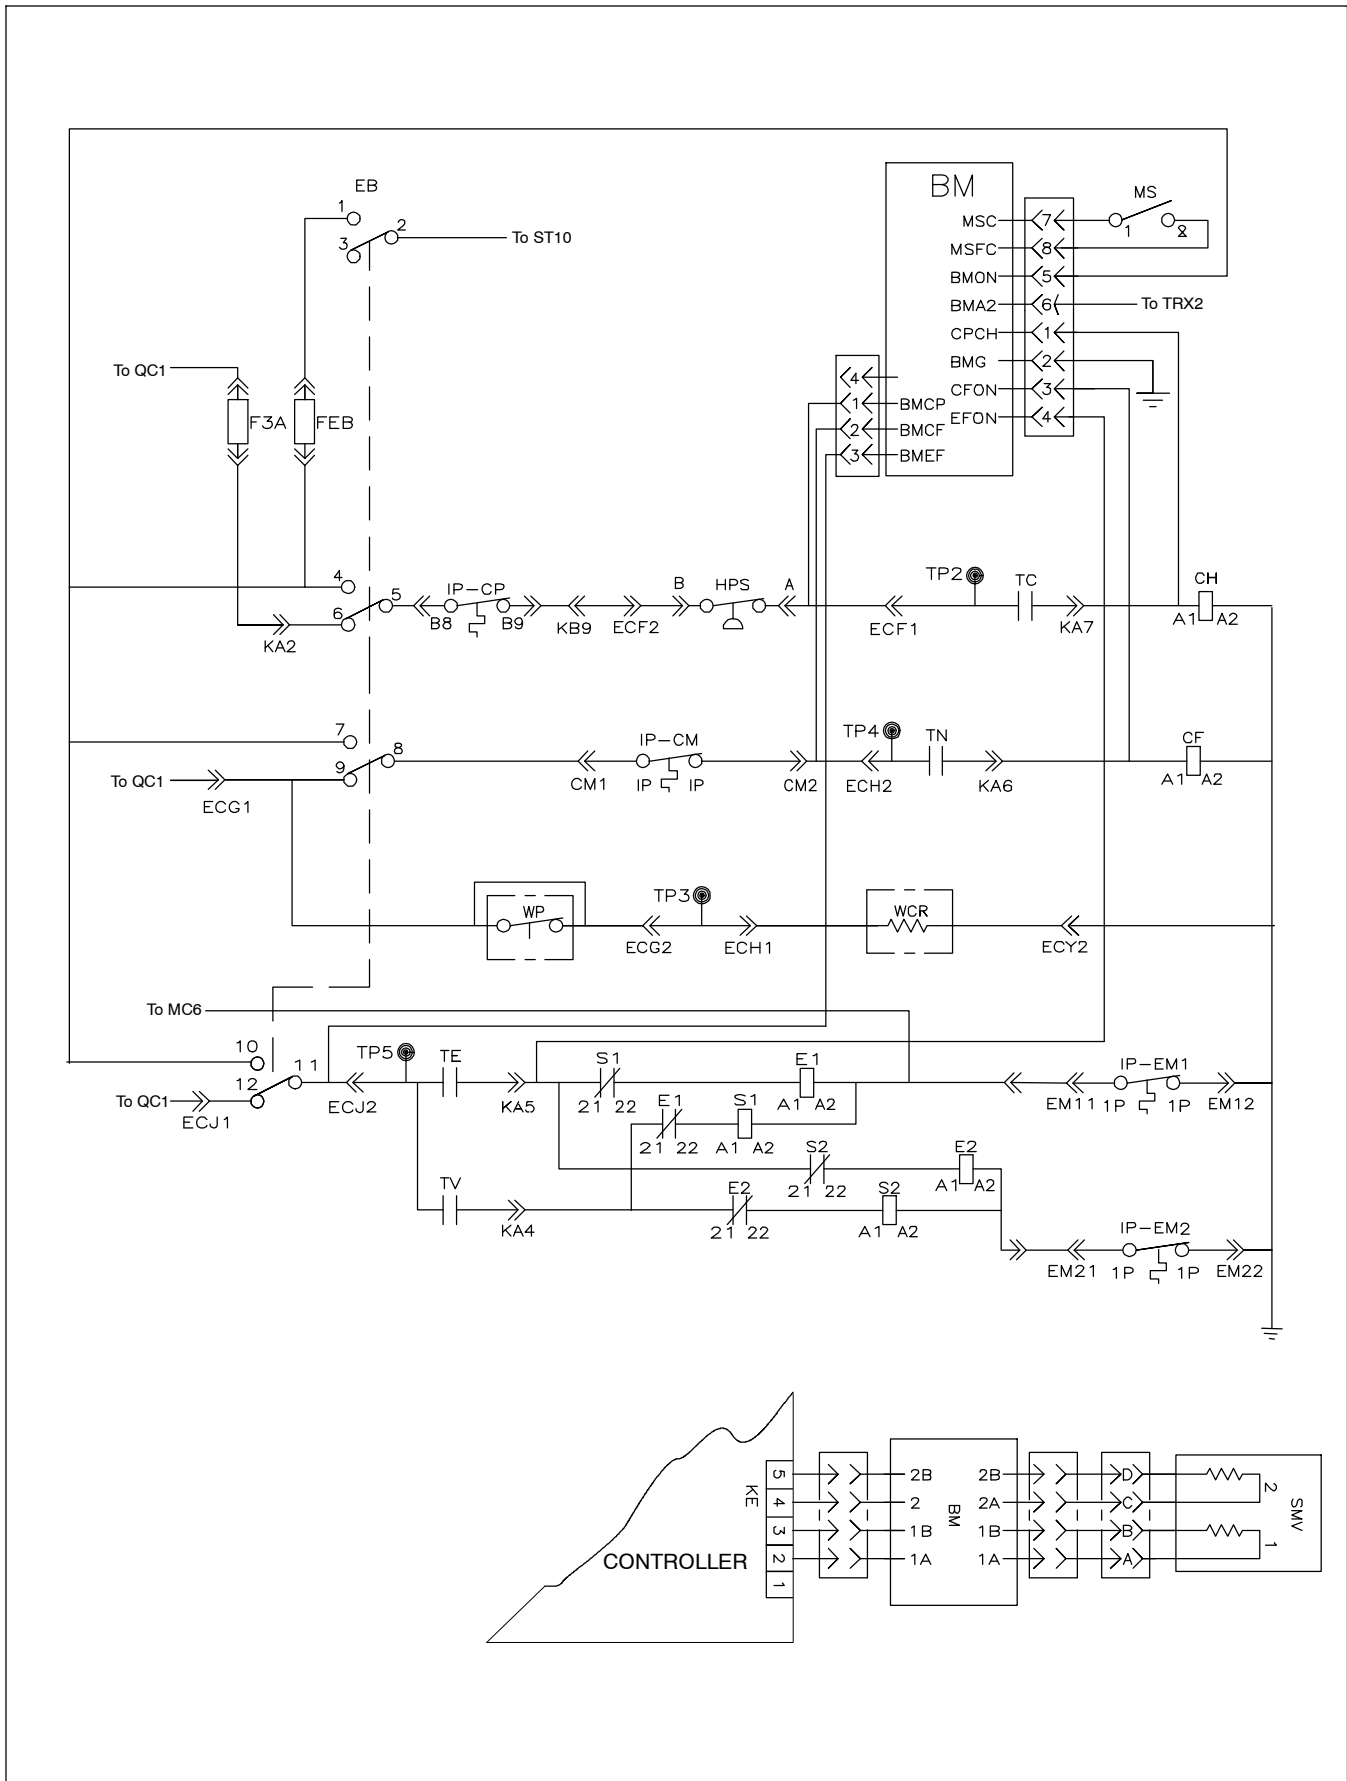 EB
1
2
3
To ST10
BM
MS
MSC 7
1 8
MSFC 8
BMON 5
BMA2 6 To TRX2
CPCH 1
BMG 2
CFON 3
EFON 4
4
1 BMCP
2 BMCF
3 BMEF
To QC1
F3A FEB
4
5
6
KA2
IP-CP
B8 B9
KB9
ECF2
B HPS A
ECF1
TP2
TC
KA7
CH
A1 A2
7
8
9
To QC1
ECG1
CM1
IP-CM
IP IP
CM2
TP4
ECH2
TN
KA6
CF
A1 A2
WP
ECG2
TP3
ECH1
WCR
ECY2
To MC6
10
11
12
To QC1
ECJ1
ECJ2
TP5
TE
KA5
S1
21 22
E1
A1 A2
EM11
IP-EM1
1P 1P
EM12
E1
21 22
S1
A1 A2
S2
21 22
E2
A1 A2
TV
KA4
E2
21 22
S2
A1 A2
EM21
IP-EM2
1P 1P
EM22
CONTROLLER
KE
5
4
3
2
1
BM
2B 2B D
2 2A C
1B 1B B
1A 1A A
2
1
SMV